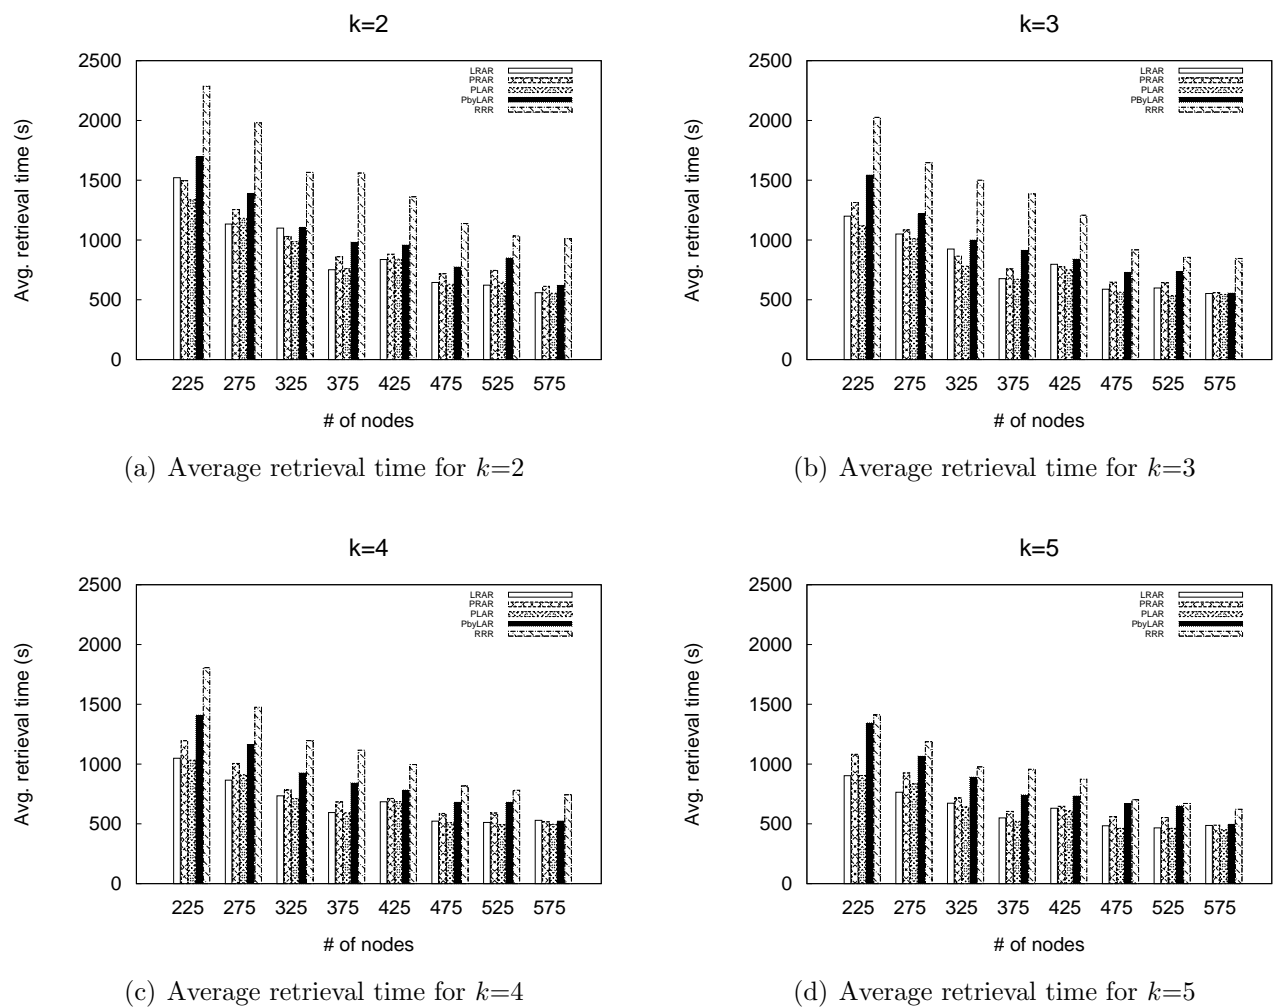 k=2
2500
2000
1500
1000
500
0
Avg. retrieval time (s)
LRAR
PRAR
PLAR
PbyLAR
RRR
225 275 325 375 425 475 525 575
# of nodes
(a) Average retrieval time for k=2
k=3
2500
2000
1500
1000
500
0
Avg. retrieval time (s)
LRAR
PRAR
PLAR
PByLAR
RRR
225 275 325 375 425 475 525 575
# of nodes
(b) Average retrieval time for k=3
k=4
2500
2000
1500
1000
500
0
Avg. retrieval time (s)
LRAR
PRAR
PLAR
PbyLAR
RRR
225 275 325 375 425 475 525 575
# of nodes
(c) Average retrieval time for k=4
k=5
2500
2000
1500
1000
500
0
Avg. retrieval time (s)
LRAR
PRAR
PLAR
PbyLAR
RRR
225 275 325 375 425 475 525 575
# of nodes
(d) Average retrieval time for k=5